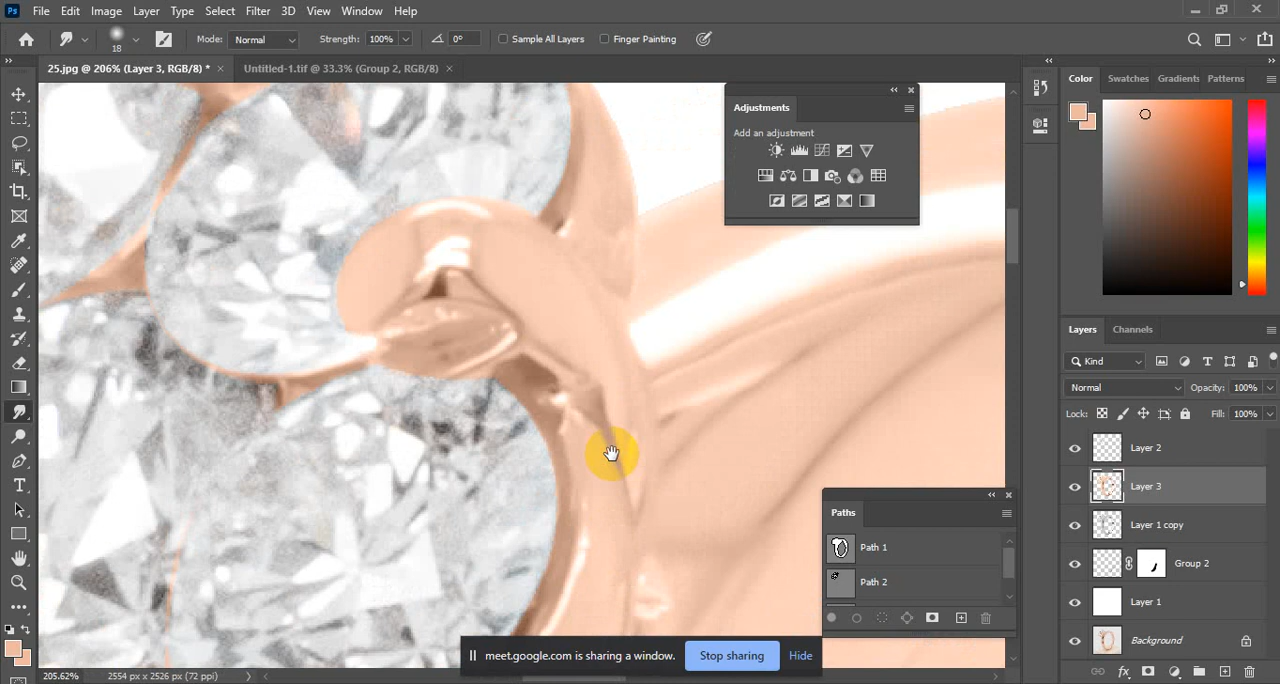 Ps File Edit Image Layer Type Select Filter 3D View Window Help
18 Mode: Normal Strength: 100% 0° Sample All Layers Finger Painting
25.jpg @ 206% (Layer 3, RGB/8) * × Untitled-1.tif @ 33.3% (Group 2, RGB/8) ×
Color Swatches Gradients Patterns
Adjustments
Add an adjustment
Layers Channels
Kind
Normal Opacity: 100%
Lock: Fill: 100%
Layer 2
Layer 3
Layer 1 copy
Group 2
Layer 1
Background
Paths
Path 1
Path 2
meet.google.com is sharing a window. Stop sharing Hide
205.62% 2554 px x 2526 px (72 ppi)